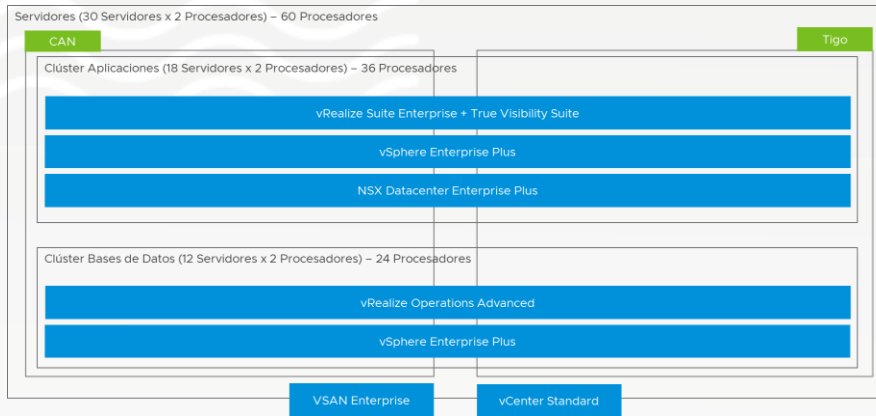 Servidores (30 Servidores x 2 Procesadores) – 60 Procesadores
CAN
Tigo
Clúster Aplicaciones (18 Servidores x 2 Procesadores) – 36 Procesadores
vRealize Suite Enterprise + True Visibility Suite
vSphere Enterprise Plus
NSX Datacenter Enterprise Plus
Clúster Bases de Datos (12 Servidores x 2 Procesadores) – 24 Procesadores
vRealize Operations Advanced
vSphere Enterprise Plus
VSAN Enterprise
vCenter Standard